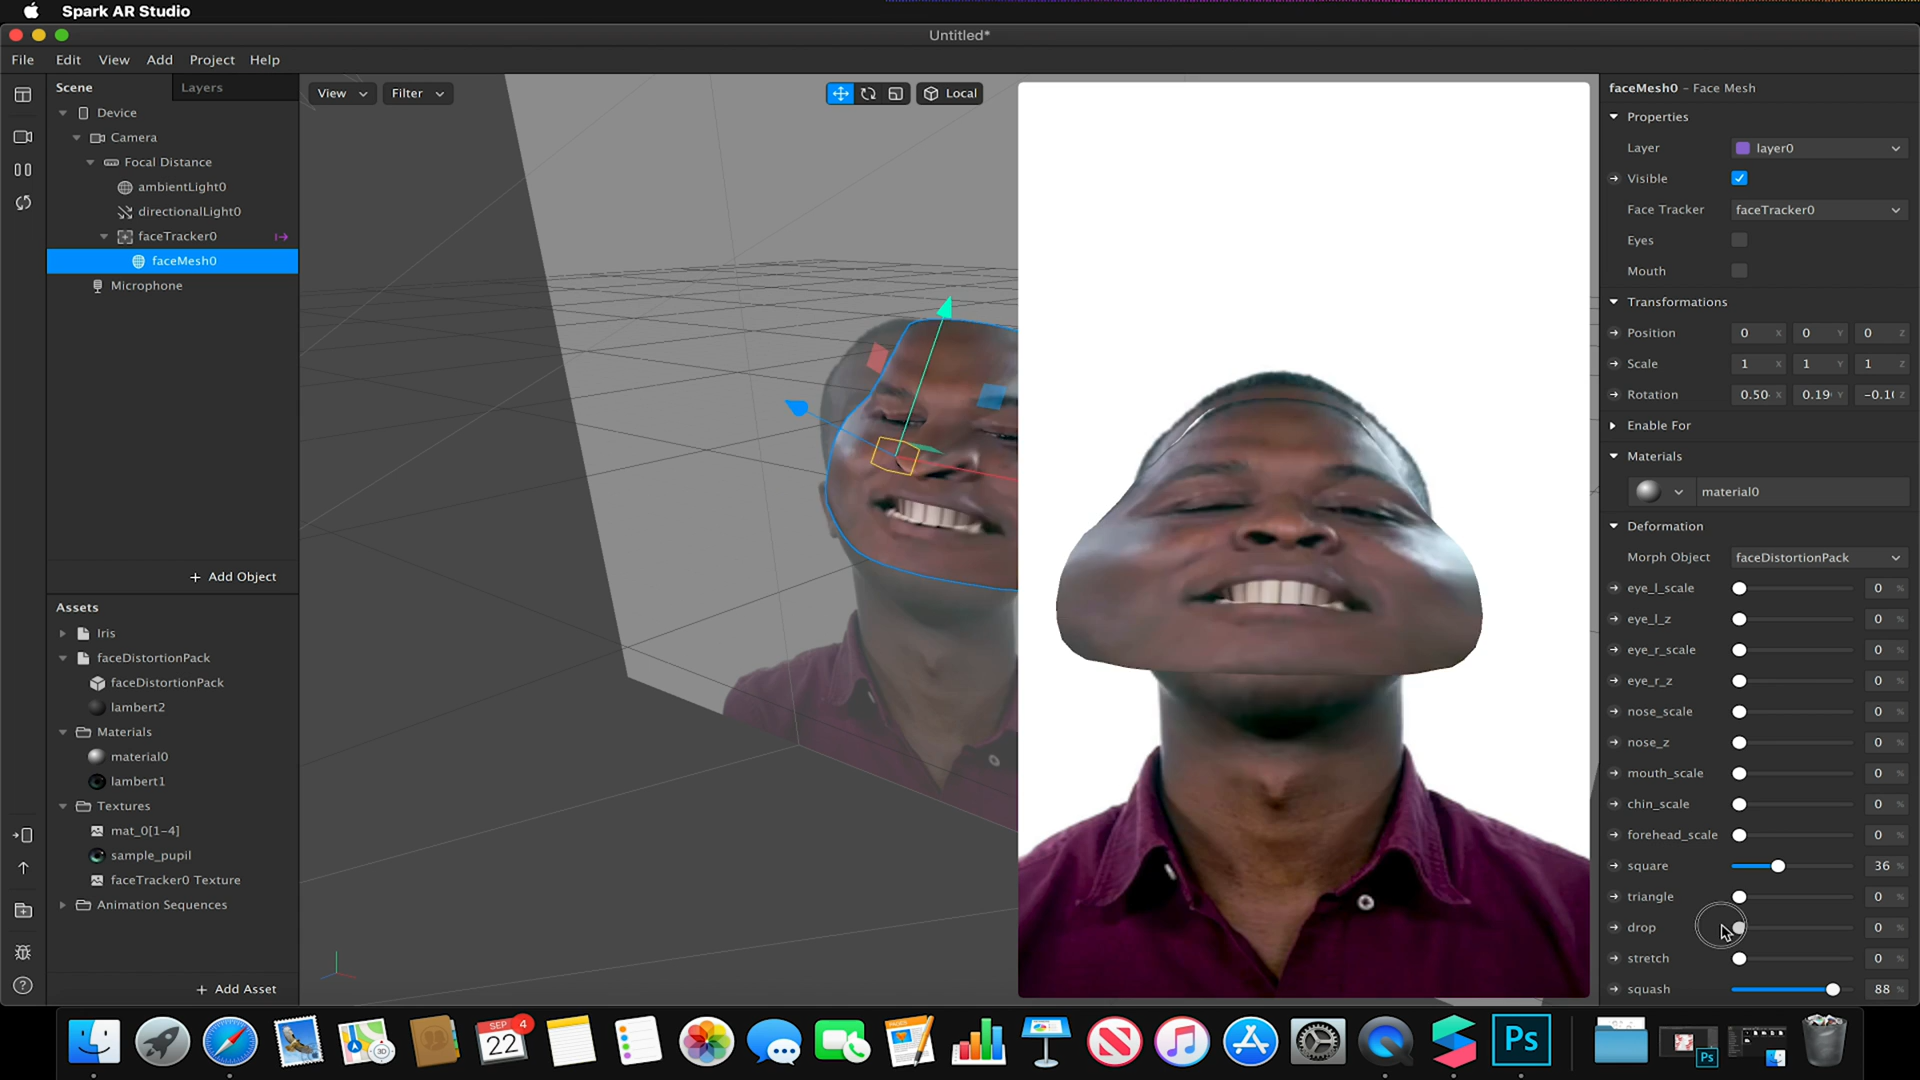 Spark AR Studio
Untitled*
File Edit View Add Project Help
Scene Layers
Device
Camera
Focal Distance
ambientLight0
directionalLight0
faceTracker0
faceMesh0
Microphone
+ Add Object
Assets
Iris
faceDistortionPack
faceDistortionPack
lambert2
Materials
material0
lambert1
Textures
mat_0[1-4]
sample_pupil
faceTracker0 Texture
Animation Sequences
+ Add Asset
View Filter Local
faceMesh0 – Face Mesh
Properties
Layer layer0
Visible
Face Tracker faceTracker0
Eyes
Mouth
Transformations
Position 0 X 0 Y 0 Z
Scale 1 X 1 Y 1 Z
Rotation 0.50 X 0.19 Y −0.1 Z
Enable For
Materials
material0
Deformation
Morph Object faceDistortionPack
eye_l_scale 0 %
eye_l_z 0 %
eye_r_scale 0 %
eye_r_z 0 %
nose_scale 0 %
nose_z 0 %
mouth_scale 0 %
chin_scale 0 %
forehead_scale 0 %
square 36 %
triangle 0 %
drop 0 %
stretch 0 %
squash 88 %
SEP 4
22
3D
PAGES
Ps
Ps